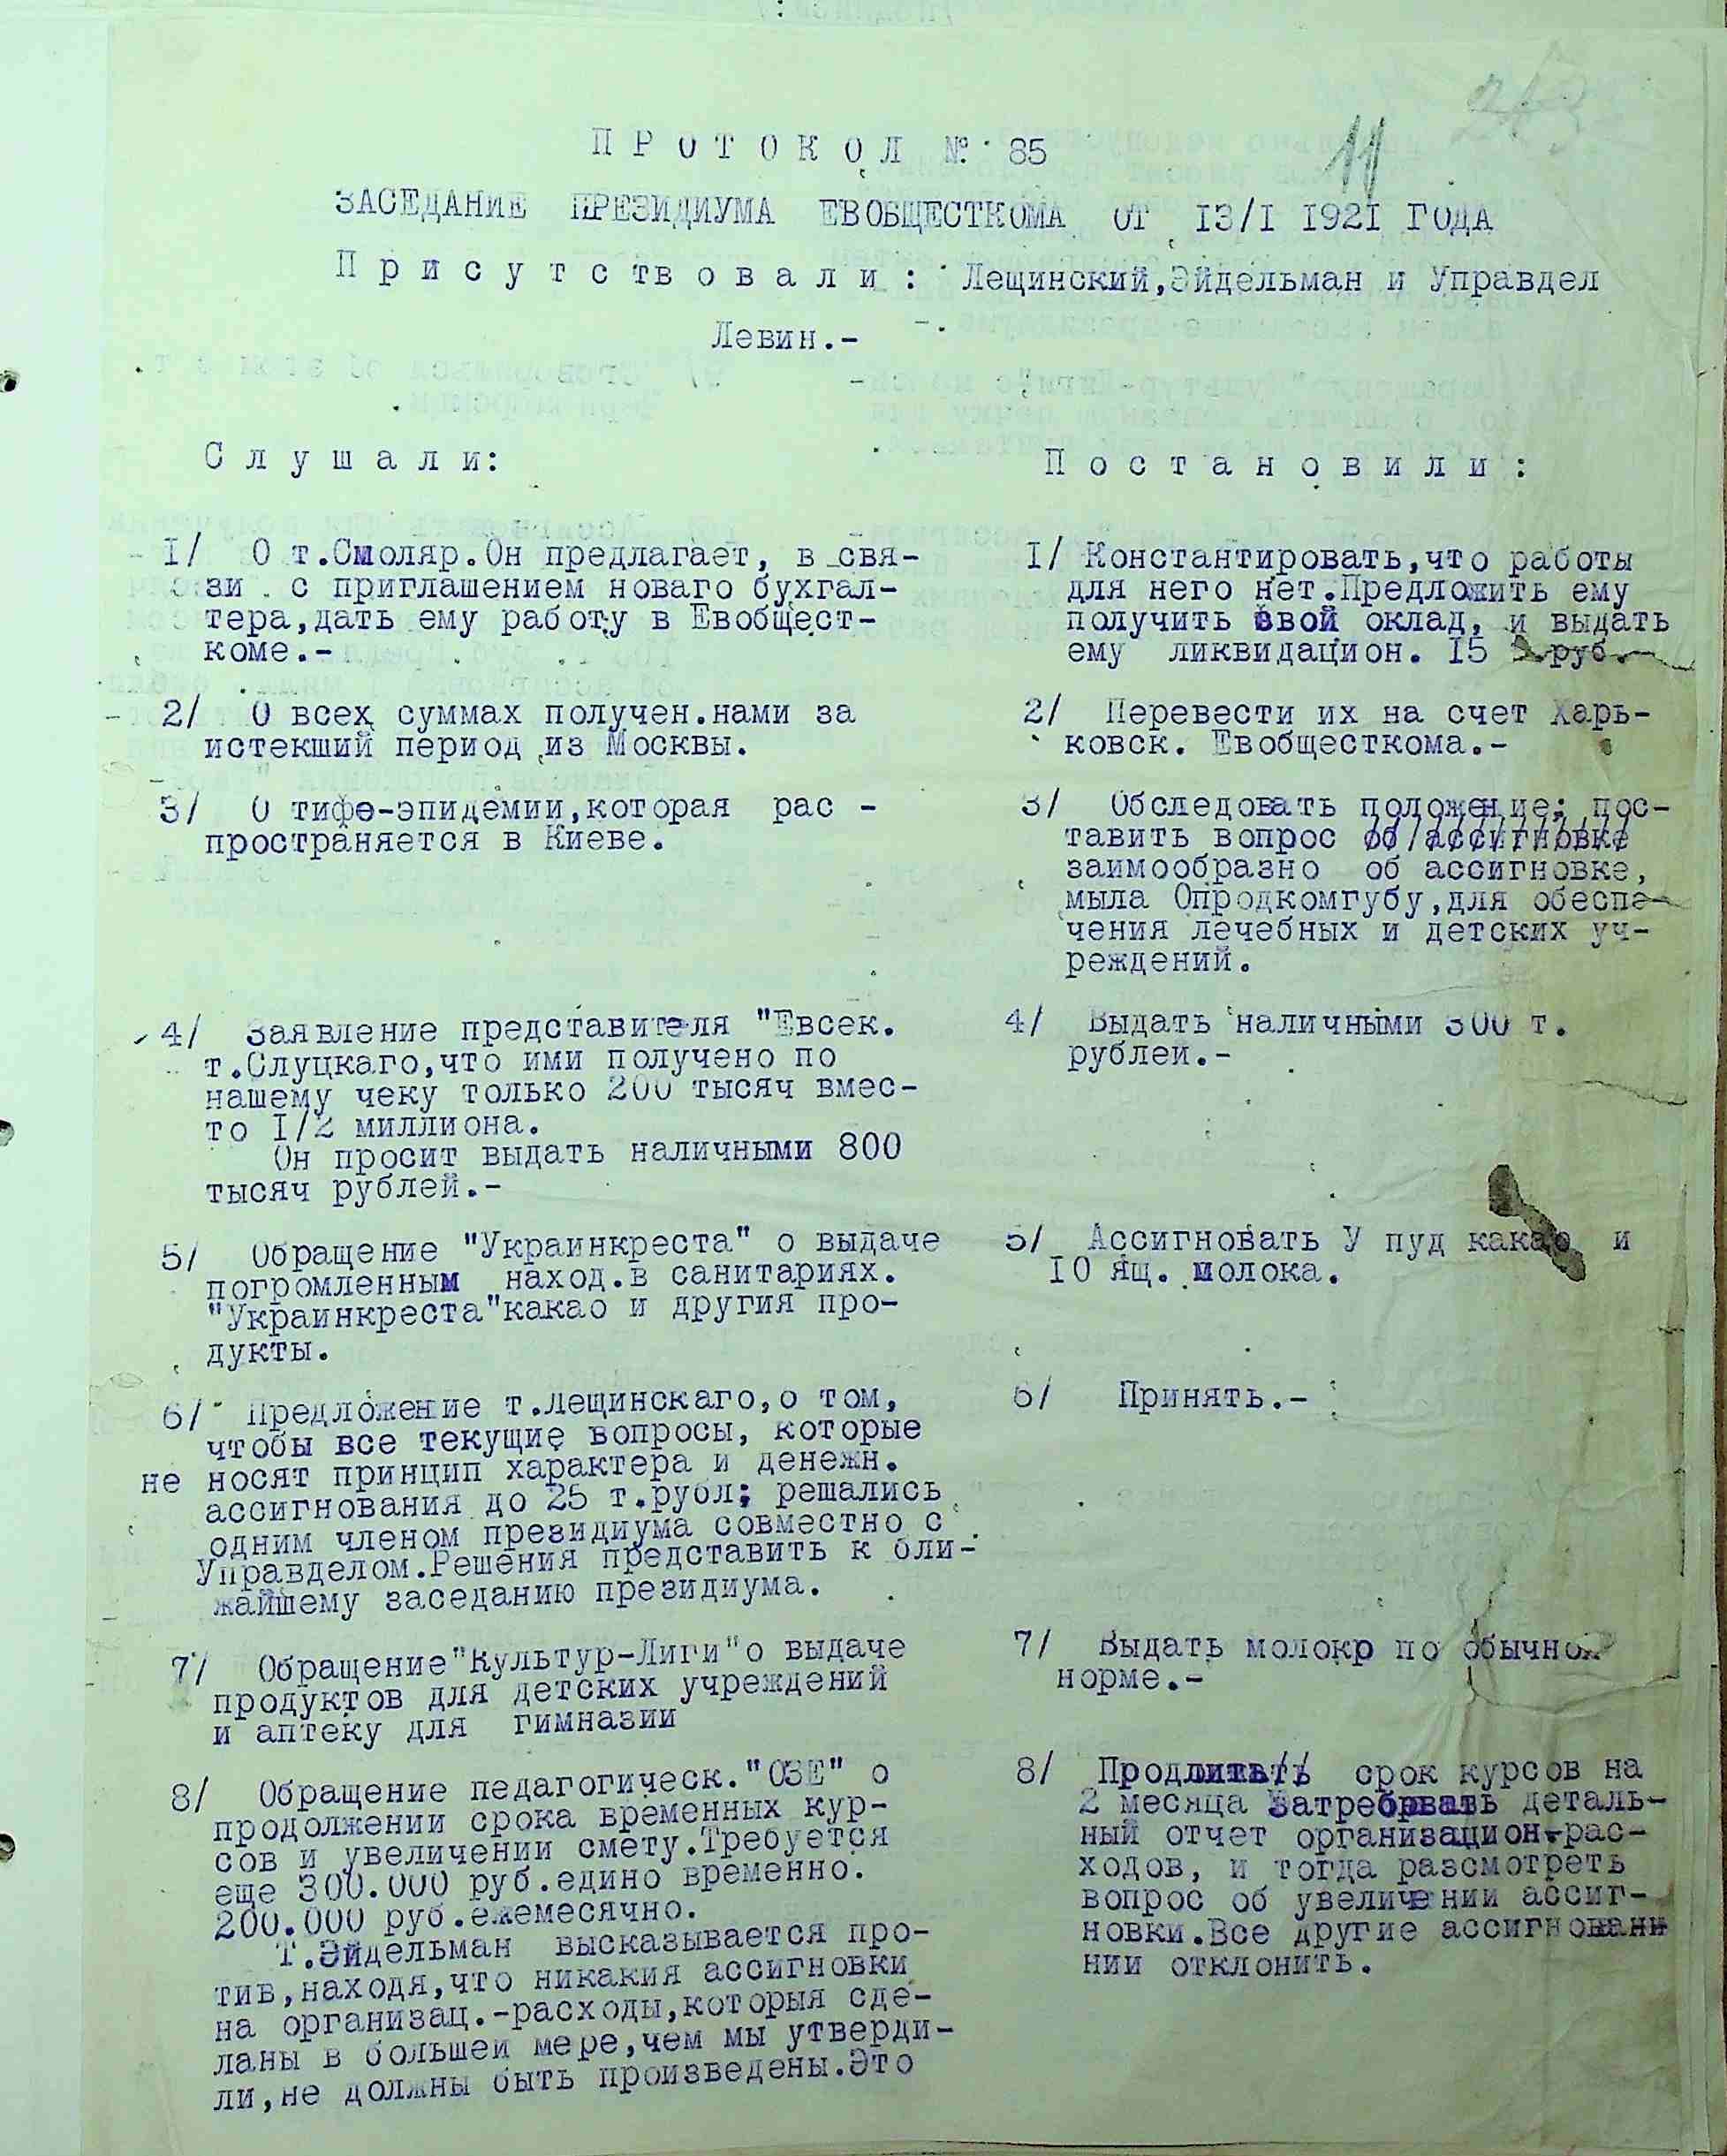 11
П Р О Т О К О Л № 85
ЗАСЕДАНИЕ ПРЕЗИДИУМА ЕВОБЩЕСТКОМА ОТ 13/I 1921 ГОДА
П р и с у т с т в о в а л и : Лещинский,Эйдельман и Управдел
Левин.-
С л у ш а л и:
1/ О т.Смоляр.Он предлагает, в свя-
зи с приглашением новаго бухгал-
тера,дать ему работу в Евобщест-
коме.-
2/ О всех суммах получен.нами за
истекший период из Москвы.
3/ О тифо-эпидемии,которая рас -
пространяется в Киеве.
4/ Заявление представителя "Евсек.
т.Слуцкаго,что ими получено по
нашему чеку только 200 тысяч вмес-
то 1/2 миллиона.
Он просит выдать наличными 800
тысяч рублей.-
5/ Обращение "Украинкреста" о выдаче
погромленным наход.в санитариях.
"Украинкреста"какао и другия про-
дукты.
6/ Предложение т.Лещинскаго,о том,
чтобы все текущие вопросы, которые
не носят принцип характера и денежн.
ассигнования до 25 т.рубл; решались
одним членом президиума совместно с
Управделом.Решения представить к бли-
жайшему заседанию президиума.
7/ Обращение"Культур-Лиги"о выдаче
продуктов для детских учреждений
и аптеку для гимназии
8/ Обращение педагогическ."ОЗЕ" о
продолжении срока временных кур-
сов и увеличении смету.Требуется
еще 300.000 руб.едино временно.
200.000 руб.ежемесячно.
Т.Эйдельман высказывается про-
тив,находя,что никакия ассигновки
на организац.-расходы,которыя сде-
ланы в большей мере,чем мы утверди-
ли,не должны быть произведены.Это
П о с т а н о в и л и :
1/ Константировать,что работы
для него нет.Предложить ему
получить свой оклад, и выдать
ему ликвидацион. 15 руб.-
2/ Перевести их на счет Харь-
ковск. Евобщесткома.-
3/ Обследовать положение; пос-
тавить вопрос об/ассигновке
заимообразно об ассигновке,
мыла Опродкомгубу,для обеспе-
чения лечебных и детских уч-
реждений.
4/ Выдать наличными 300 т.
рублей.-
5/ Ассигновать У пуд какао и
10 ящ. молока.
6/ Принять.-
7/ Выдать молоко по обычной
норме.-
8/ Продлить срок курсов на
2 месяца Затребовать деталь-
ный отчет организацион-рас-
ходов, и тогда разсмотреть
вопрос об увеличении ассиг-
новки.Все другие
нии отклонить.